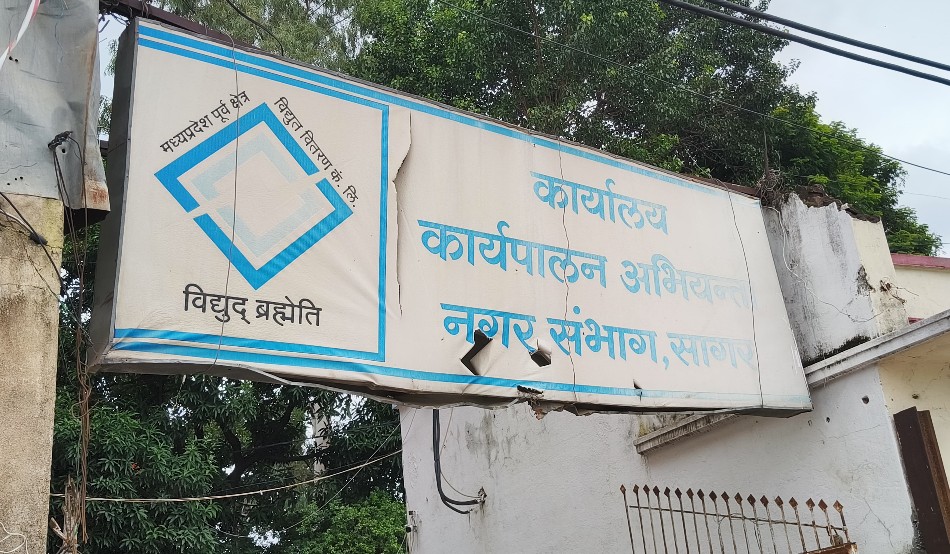 मध्यप्रदेश पूर्व क्षेत्र
विद्युत वितरण कं. लि.
विद्युद् ब्रह्मेति
कार्यालय
कार्यपालन अभियन्ता
नगर संभाग, सागर